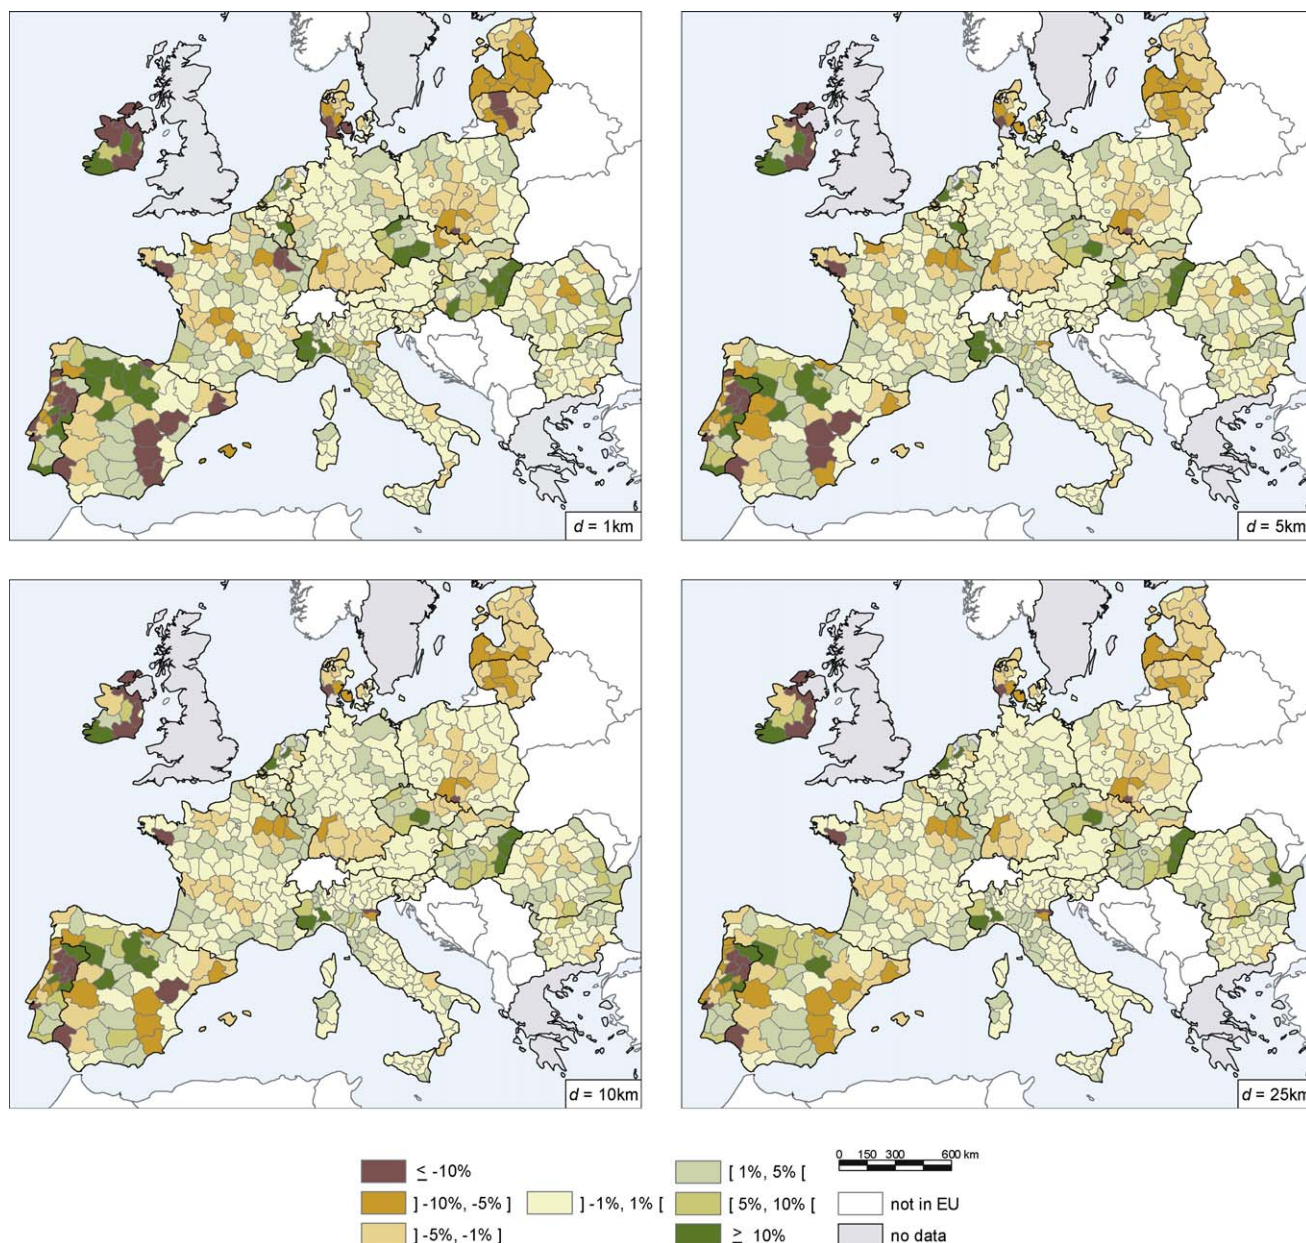 d = 1km
d = 5km
d = 10km
d = 25km
≤ -10%
] -10%, -5% ]
] -5%, -1% ]
] -1%, 1% [
[ 1%, 5% [
[ 5%, 10% [
≥ 10%
0 150 300 600 km
not in EU
no data